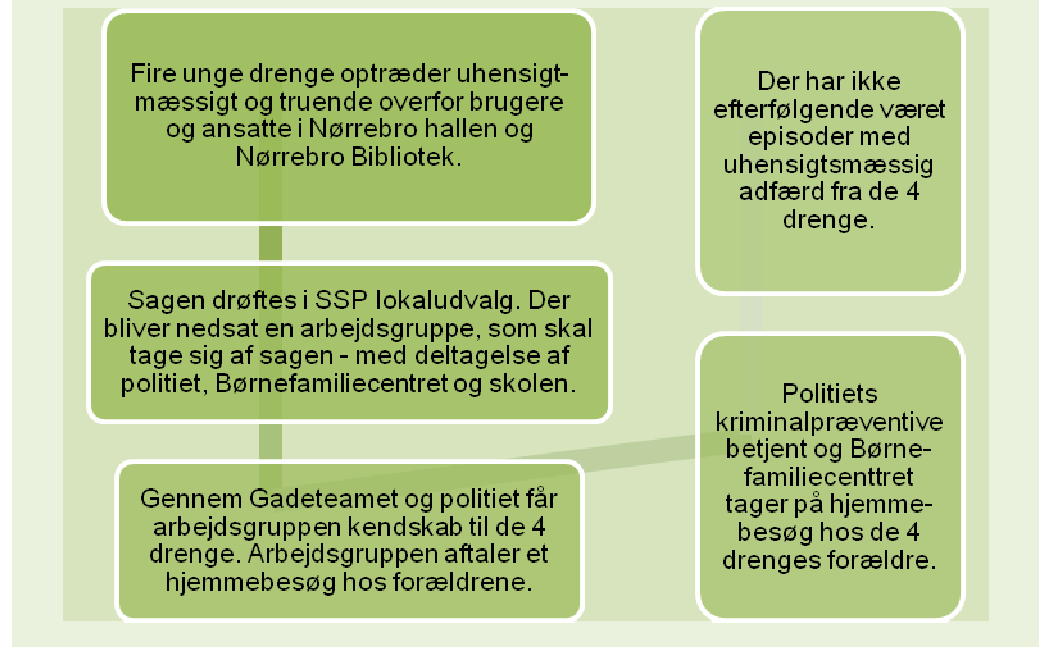 Fire unge drenge optræder uhensigt-
mæssigt og truende overfor brugere
og ansatte i Nørrebro hallen og
Nørrebro Bibliotek.
Sagen drøftes i SSP lokaludvalg. Der
bliver nedsat en arbejdsgruppe, som skal
tage sig af sagen - med deltagelse af
politiet, Børnefamiliecentret og skolen.
Gennem Gadeteamet og politiet får
arbejdsgruppen kendskab til de 4
drenge. Arbejdsgruppen aftaler et
hjemmebesøg hos forældrene.
Politiets
kriminalpræventive
betjent og Børne-
familiecenttret
tager på hjemme-
besøg hos de 4
drenges forældre.
Der har ikke
efterfølgende været
episoder med
uhensigtsmæssig
adfærd fra de 4
drenge.